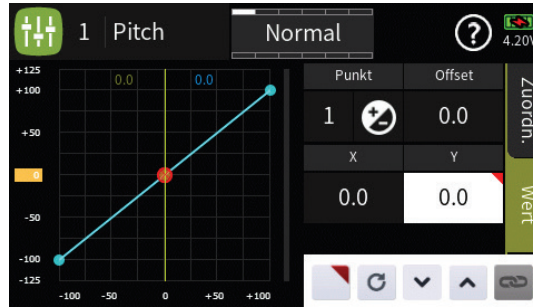 1 Pitch
Normal
?
4.20V
+125
+100
+50
0
-50
-100
-125
0.0
0.0
-100
-50
0
+50
+100
Punkt
Offset
1
0.0
X
Y
0.0
0.0
Zuordn.
Wert